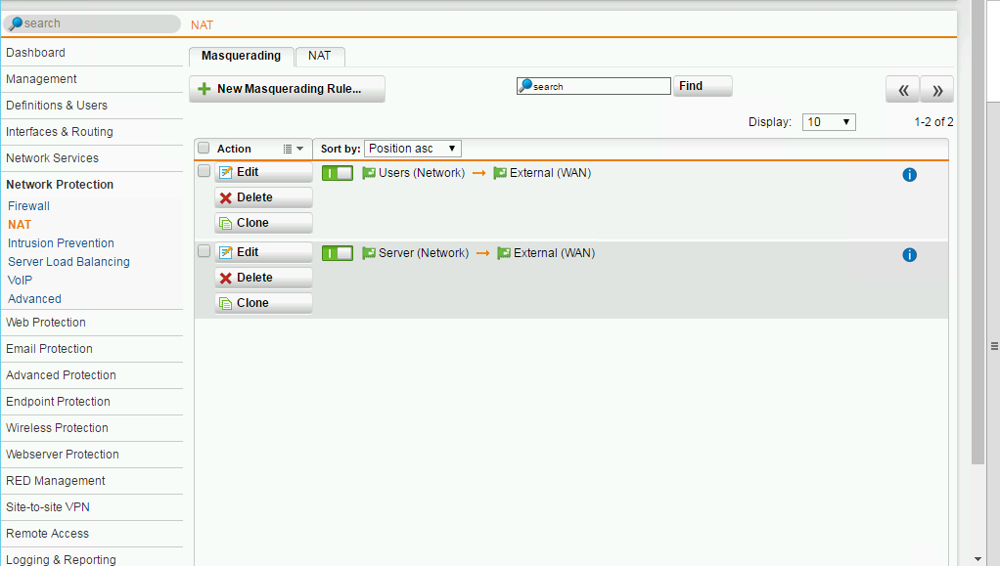 search
NAT
Dashboard
Management
Definitions & Users
Interfaces & Routing
Network Services
Network Protection
Firewall
NAT
Intrusion Prevention
Server Load Balancing
VoIP
Advanced
Web Protection
Email Protection
Advanced Protection
Endpoint Protection
Wireless Protection
Webserver Protection
RED Management
Site-to-site VPN
Remote Access
Logging & Reporting
Masquerading NAT
New Masquerading Rule... search Find « »
Display: 10 1-2 of 2
Action Sort by: Position asc
Edit Users (Network) → External (WAN)
Delete
Clone
Edit Server (Network) → External (WAN)
Delete
Clone